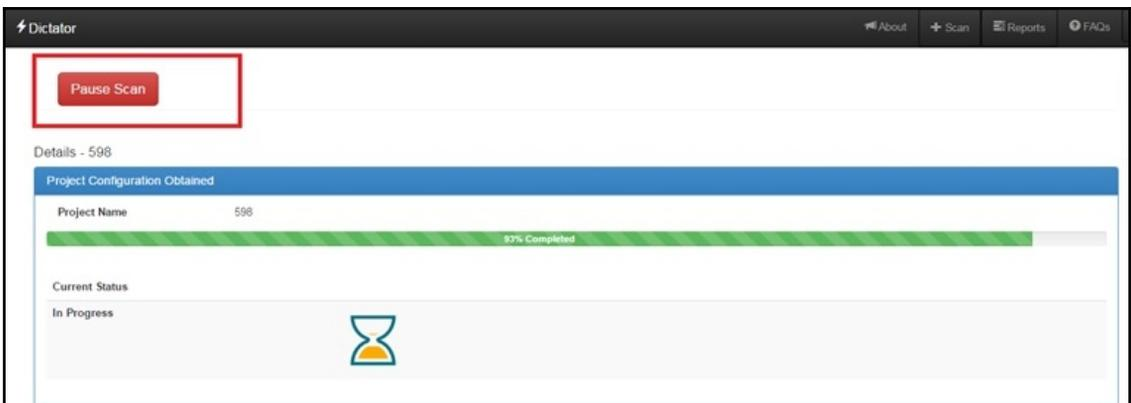 Dictator About Scan Reports FAQs
Pause Scan
Details - 598
Project Configuration Obtained
Project Name 598
93% Completed
Current Status
In Progress